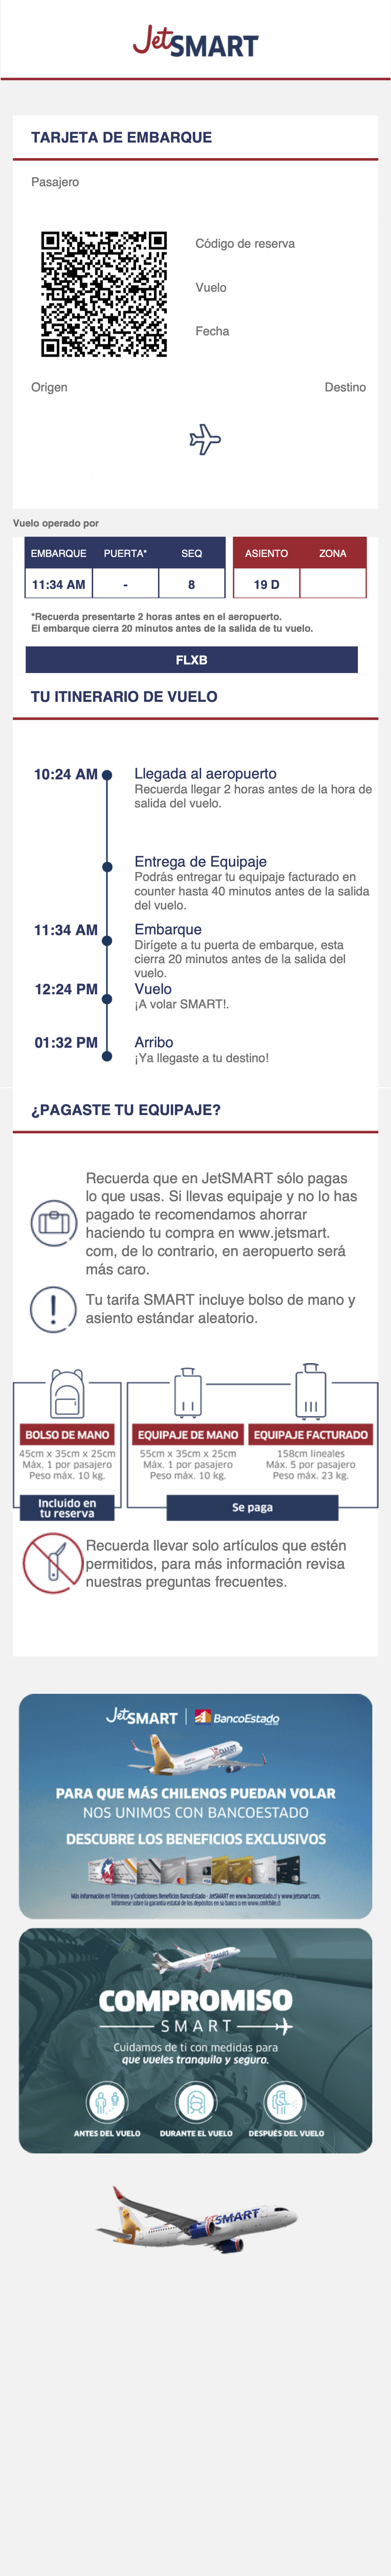 JetSMART
TARJETA DE EMBARQUE
Pasajero
Código de reserva
Vuelo
Fecha
Origen
Destino
Vuelo operado por
EMBARQUE PUERTA* SEQ ASIENTO ZONA
11:34 AM - 8 19 D
*Recuerda presentarte 2 horas antes en el aeropuerto.
El embarque cierra 20 minutos antes de la salida de tu vuelo.
FLXB
TU ITINERARIO DE VUELO
10:24 AM Llegada al aeropuerto
Recuerda llegar 2 horas antes de la hora de
salida del vuelo.
Entrega de Equipaje
Podrás entregar tu equipaje facturado en
counter hasta 40 minutos antes de la salida
del vuelo.
11:34 AM Embarque
Dirígete a tu puerta de embarque, esta
cierra 20 minutos antes de la salida del
vuelo.
12:24 PM Vuelo
¡A volar SMART!.
01:32 PM Arribo
¡Ya llegaste a tu destino!
¿PAGASTE TU EQUIPAJE?
Recuerda que en JetSMART sólo pagas
lo que usas. Si llevas equipaje y no lo has
pagado te recomendamos ahorrar
haciendo tu compra en www.jetsmart.
com, de lo contrario, en aeropuerto será
más caro.
Tu tarifa SMART incluye bolso de mano y
asiento estándar aleatorio.
BOLSO DE MANO
45cm x 35cm x 25cm
Máx. 1 por pasajero
Peso máx. 10 kg.
Incluido en
tu reserva
EQUIPAJE DE MANO
55cm x 35cm x 25cm
Máx. 1 por pasajero
Peso máx. 10 kg.
EQUIPAJE FACTURADO
158cm lineales
Máx. 5 por pasajero
Peso máx. 23 kg.
Se paga
Recuerda llevar solo artículos que estén
permitidos, para más información revisa
nuestras preguntas frecuentes.
JetSMART | BancoEstado
PARA QUE MÁS CHILENOS PUEDAN VOLAR
NOS UNIMOS CON BANCOESTADO
DESCUBRE LOS BENEFICIOS EXCLUSIVOS
Más información en Términos y Condiciones Beneficios BancoEstado - JetSMART en www.bancoestado.cl y www.jetsmart.com.
Infórmese sobre la garantía estatal de los depósitos en su banco o en www.cmfchile.cl
COMPROMISO
SMART
Cuidamos de ti con medidas para
que vueles tranquilo y seguro.
ANTES DEL VUELO DURANTE EL VUELO DESPUÉS DEL VUELO
JetSMART